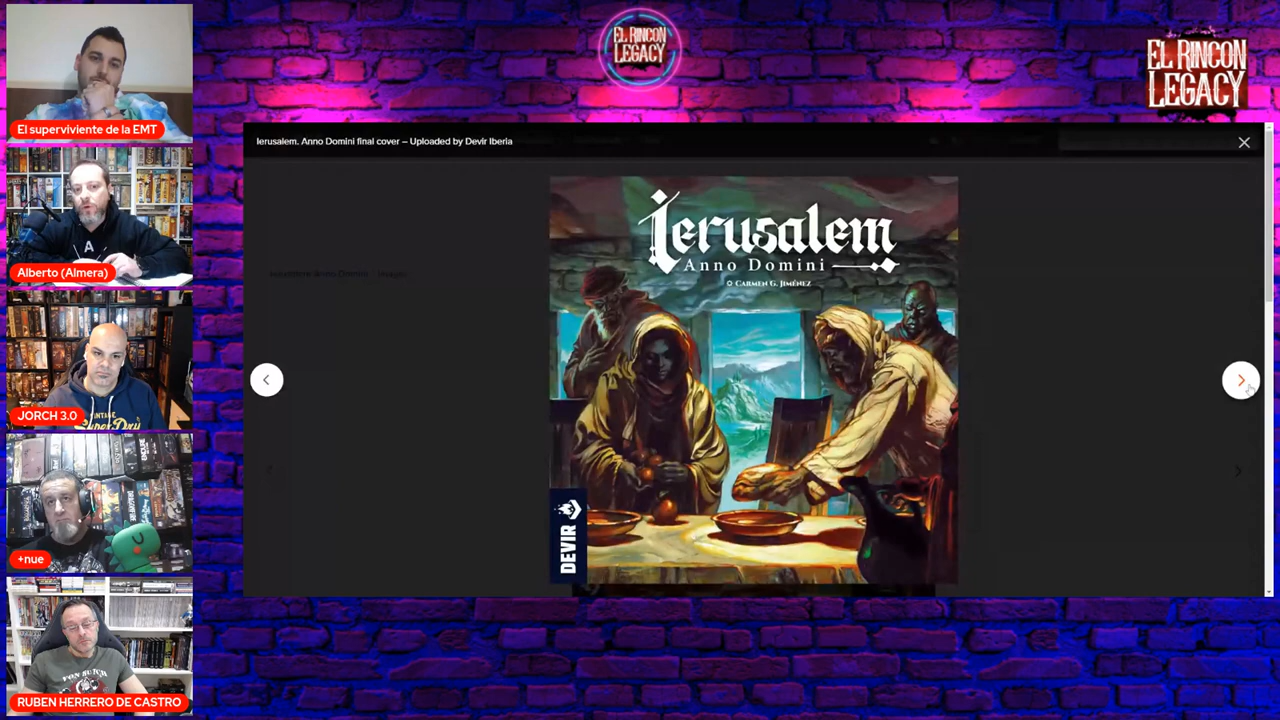 El superviviente de la EMT
Alberto (Almera)
JORCH 3.0
+nue
RUBEN HERRERO DE CASTRO
EL RINCON
LEGACY
EL RINCON
LEGACY
Ierusalem. Anno Domini final cover – Uploaded by Devir Iberia
Ierusalem
Anno Domini
CARMEN G. JIMÉNEZ
DEVIR